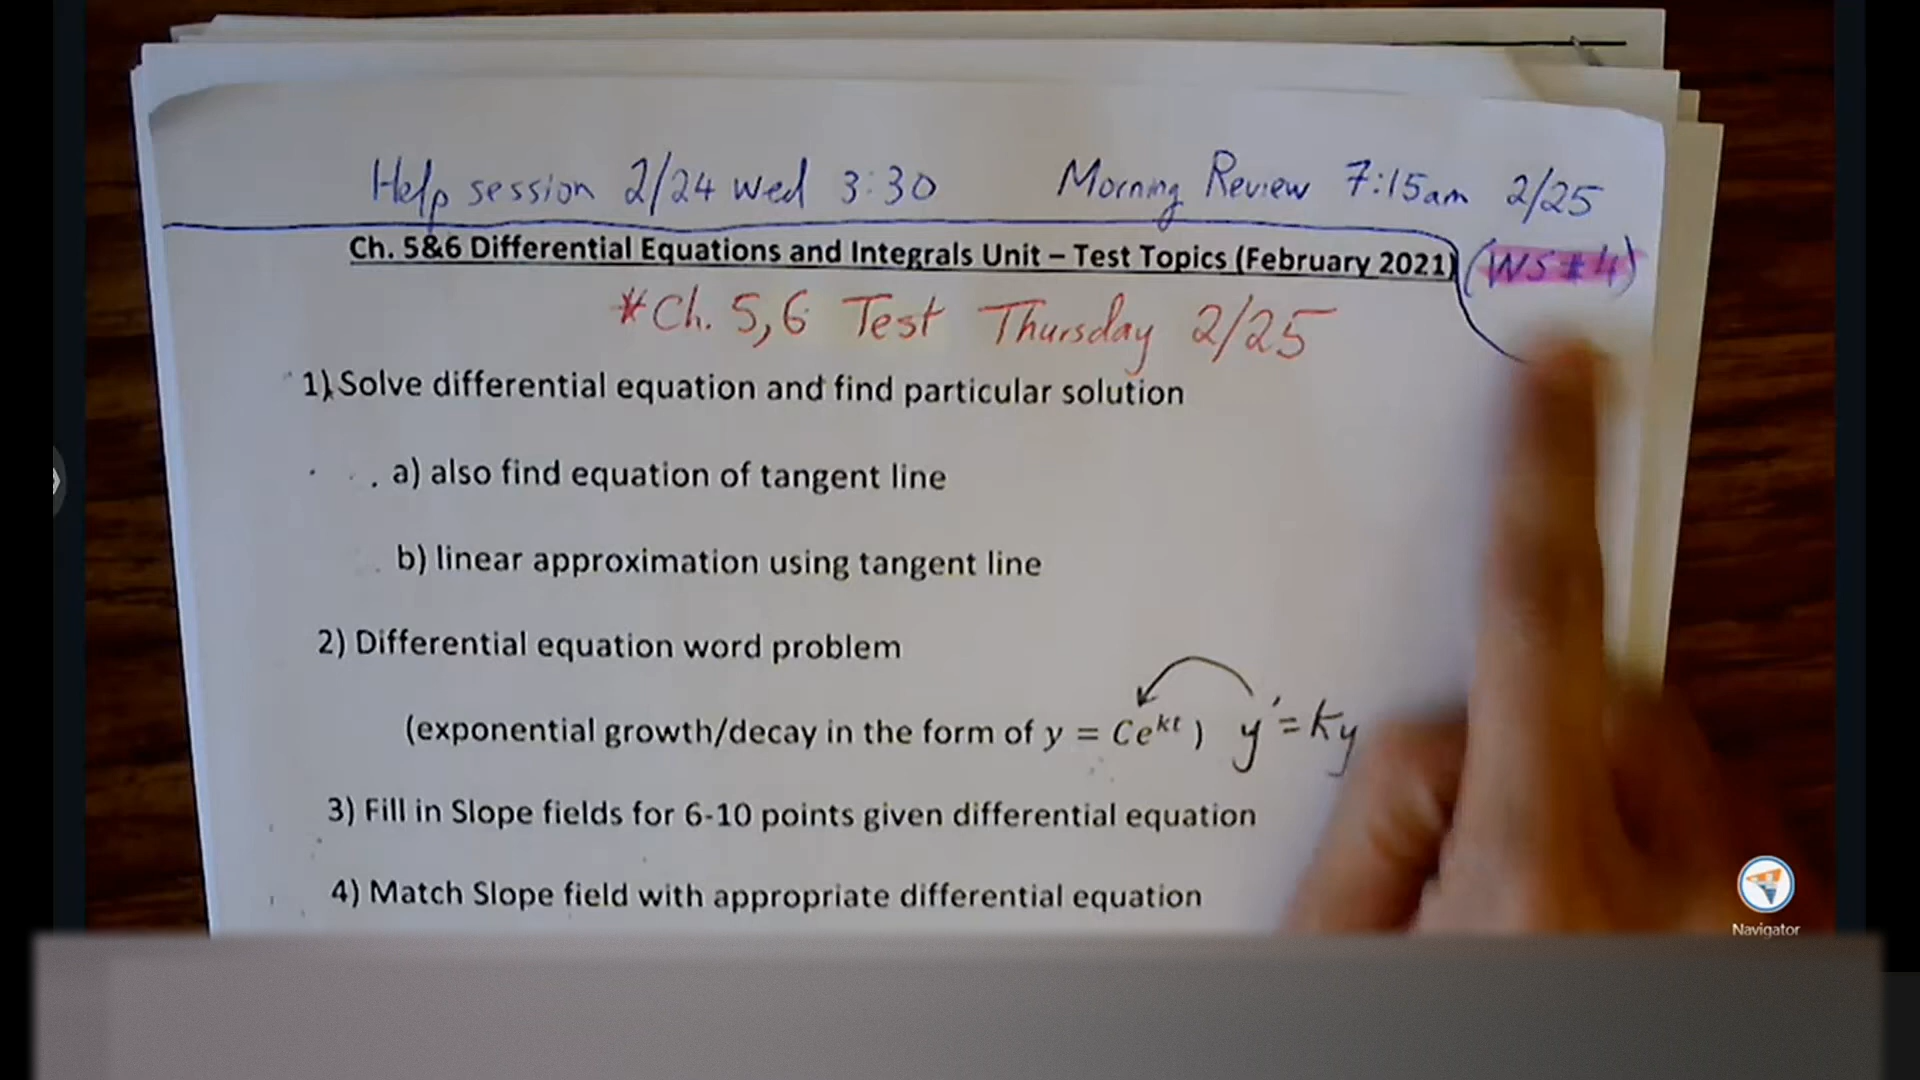 Help session 2/24 wed 3:30 Morning Review 7:15am 2/25
Ch. 5&6 Differential Equations and Integrals Unit – Test Topics (February 2021) (WS #4)
*Ch. 5,6 Test Thursday 2/25
1) Solve differential equation and find particular solution
a) also find equation of tangent line
b) linear approximation using tangent line
2) Differential equation word problem
(exponential growth/decay in the form of y = Ce^kt ) y' = ky
3) Fill in Slope fields for 6-10 points given differential equation
4) Match Slope field with appropriate differential equation
Navigator